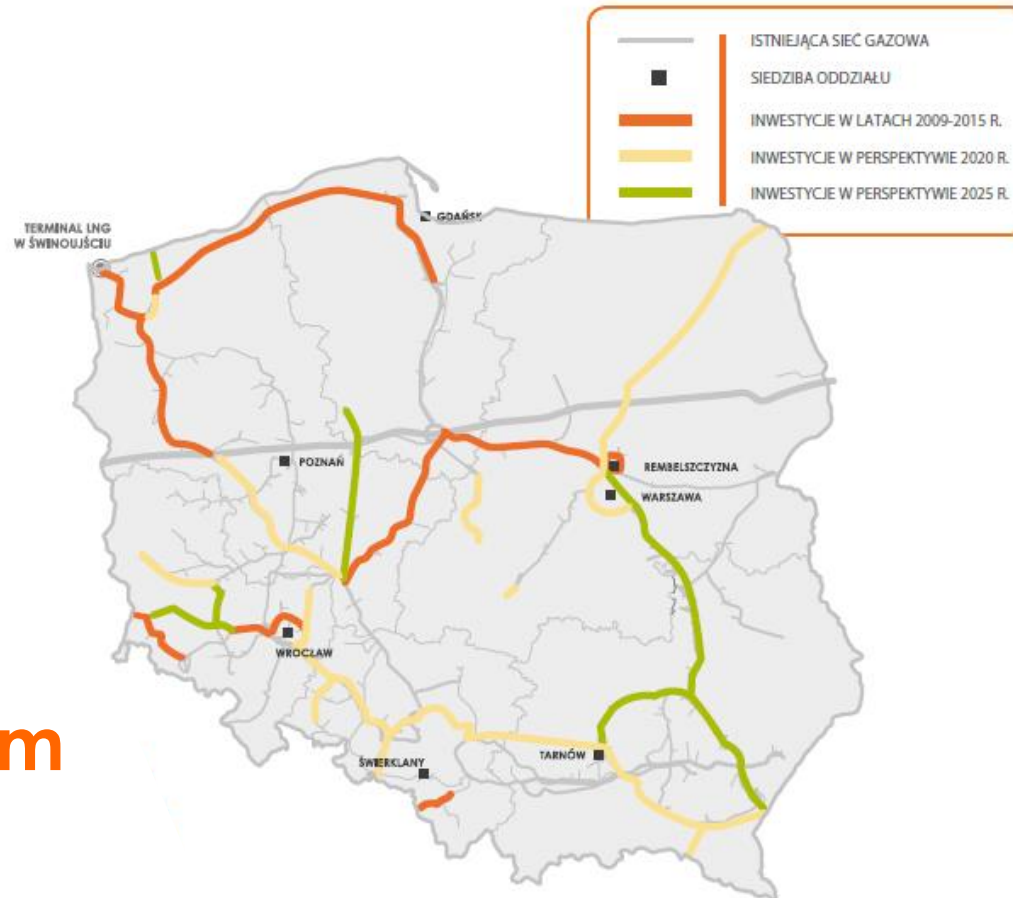 ISTNIEJĄCA SIEĆ GAZOWA
SIEDZIBA ODDZIAŁU
INWESTYCJE W LATACH 2009-2015 R.
INWESTYCJE W PERSPEKTYWIE 2020 R.
INWESTYCJE W PERSPEKTYWIE 2025 R.
TERMINAL LNG
W ŚWINOUJŚCIU
GDAŃSK
POZNAŃ
REMBELSZCZYZNA
WARSZAWA
WROCŁAW
ŚWIERKLANY
TARNÓW
m